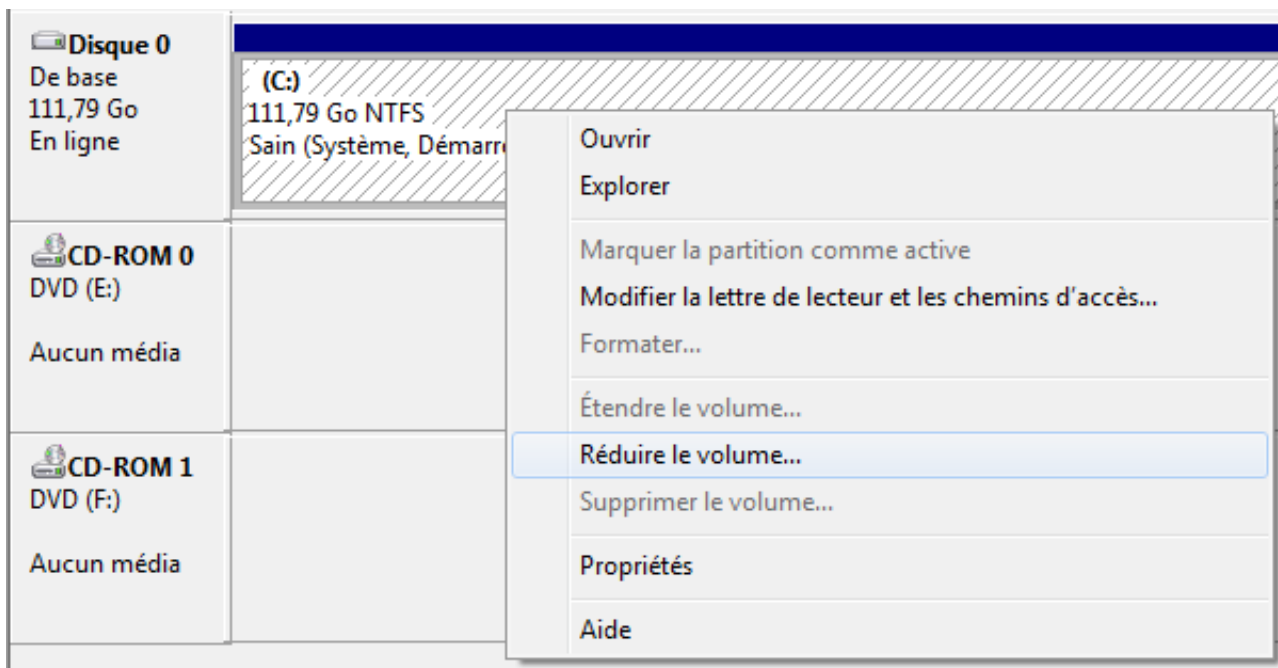 Disque 0
De base
111,79 Go
En ligne
(C:)
111,79 Go NTFS
Sain (Système, Démarr
CD-ROM 0
DVD (E:)
Aucun média
CD-ROM 1
DVD (F:)
Aucun média
Ouvrir
Explorer
Marquer la partition comme active
Modifier la lettre de lecteur et les chemins d'accès...
Formater...
Étendre le volume...
Réduire le volume...
Supprimer le volume...
Propriétés
Aide